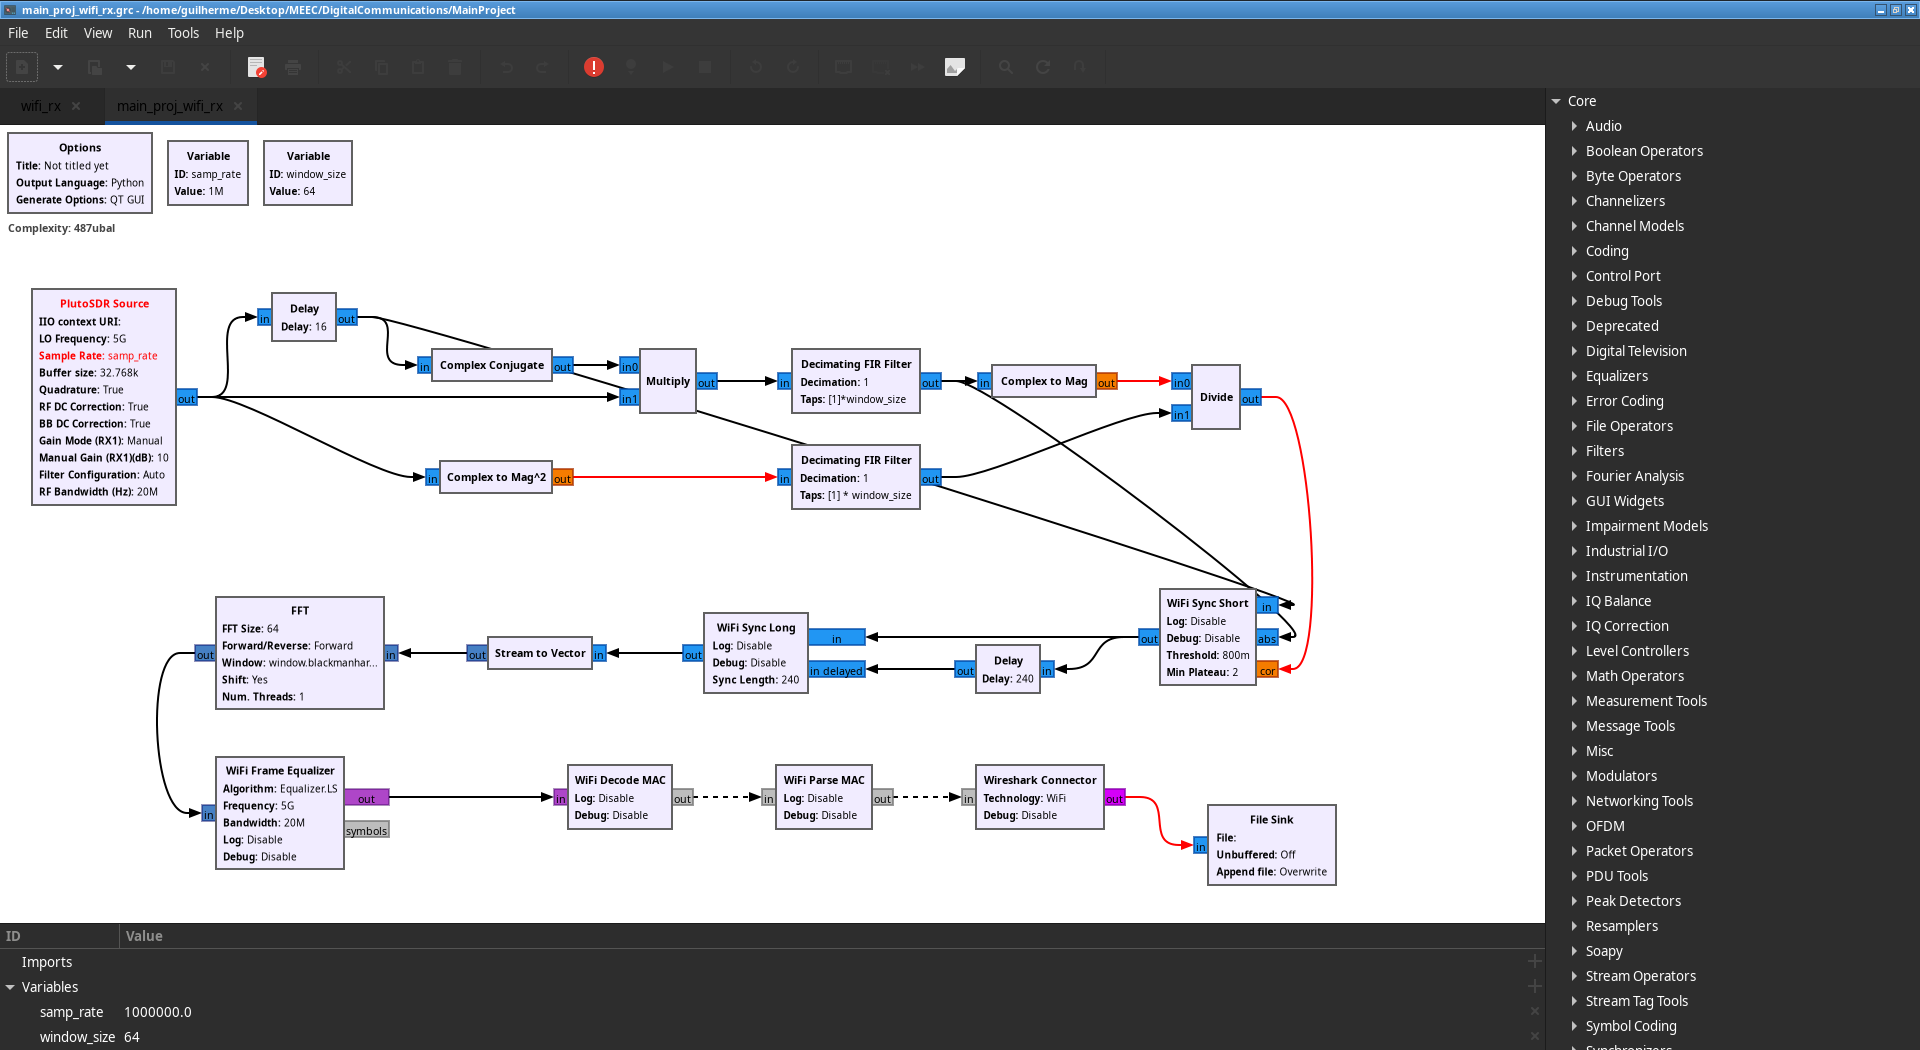 main_proj_wifi_rx.grc - /home/guilherme/Desktop/MEEC/DigitalCommunications/MainProject
File Edit View Run Tools Help
wifi_rx
main_proj_wifi_rx
Options
Title: Not titled yet
Output Language: Python
Generate Options: QT GUI
Variable
ID: samp_rate
Value: 1M
Variable
ID: window_size
Value: 64
Complexity: 487ubal
PlutoSDR Source
IIO context URI:
LO Frequency: 5G
Sample Rate: samp_rate
Buffer size: 32.768k
Quadrature: True
RF DC Correction: True
BB DC Correction: True
Gain Mode (RX1): Manual
Manual Gain (RX1)(dB): 10
Filter Configuration: Auto
RF Bandwidth (Hz): 20M
out
in
Delay
Delay: 16
out
in
Complex Conjugate
out
in0
in1
Multiply
out
in
Decimating FIR Filter
Decimation: 1
Taps: [1]*window_size
out
in
Complex to Mag
out
in0
in1
Divide
out
in
Complex to Mag^2
out
in
Decimating FIR Filter
Decimation: 1
Taps: [1] * window_size
out
WiFi Sync Short
Log: Disable
Debug: Disable
Threshold: 800m
Min Plateau: 2
in
abs
cor
out
Delay
Delay: 240
in
out
WiFi Sync Long
Log: Disable
Debug: Disable
Sync Length: 240
in
in delayed
out
Stream to Vector
in
out
FFT
FFT Size: 64
Forward/Reverse: Forward
Window: window.blackmanhar...
Shift: Yes
Num. Threads: 1
in
out
in
WiFi Frame Equalizer
Algorithm: Equalizer.LS
Frequency: 5G
Bandwidth: 20M
Log: Disable
Debug: Disable
out
symbols
in
WiFi Decode MAC
Log: Disable
Debug: Disable
out
in
WiFi Parse MAC
Log: Disable
Debug: Disable
out
in
Wireshark Connector
Technology: WiFi
Debug: Disable
out
in
File Sink
File:
Unbuffered: Off
Append file: Overwrite
ID Value
Imports
Variables
samp_rate 1000000.0
window_size 64
Core
Audio
Boolean Operators
Byte Operators
Channelizers
Channel Models
Coding
Control Port
Debug Tools
Deprecated
Digital Television
Equalizers
Error Coding
File Operators
Filters
Fourier Analysis
GUI Widgets
Impairment Models
Industrial I/O
Instrumentation
IQ Balance
IQ Correction
Level Controllers
Math Operators
Measurement Tools
Message Tools
Misc
Modulators
Networking Tools
OFDM
Packet Operators
PDU Tools
Peak Detectors
Resamplers
Soapy
Stream Operators
Stream Tag Tools
Symbol Coding